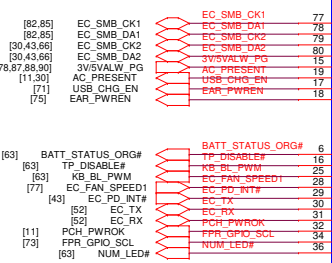 [82,85] EC_SMB_CK1 EC_SMB_CK1 77
[82,85] EC_SMB_DA1 EC_SMB_DA1 78
[30,43,66] EC_SMB_CK2 EC_SMB_CK2 79
[30,43,66] EC_SMB_DA2 EC_SMB_DA2 80
78,87,88,90] 3V/5VALW_PG 3V/5VALW_PG 15
[11,30] AC_PRESENT AC_PRESENT 19
[71] USB_CHG_EN USB_CHG_EN 17
[75] EAR_PWREN EAR_PWREN 18
[63] BATT_STATUS_ORG# BATT_STATUS_ORG# 6
[63] TP_DISABLE# TP_DISABLE# 16
[63] KB_BL_PWM KB_BL_PWM 25
[77] EC_FAN_SPEED1 EC_FAN_SPEED1 28
[43] EC_PD_INT# EC_PD_INT# 29
[52] EC_TX EC_TX 30
[52] EC_RX EC_RX 31
[11] PCH_PWROK PCH_PWROK 32
[73] FPR_GPIO_SCL FPR_GPIO_SCL 34
[63] NUM_LED# NUM_LED# 36